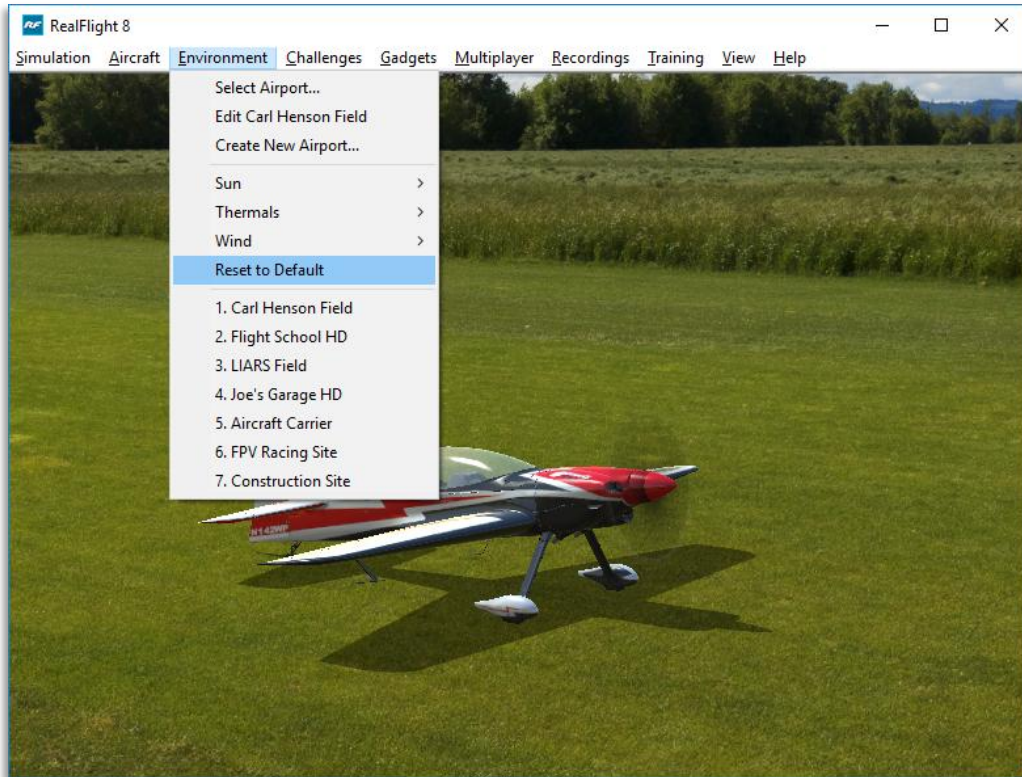 RF RealFlight 8
Simulation Aircraft Environment Challenges Gadgets Multiplayer Recordings Training View Help
Select Airport...
Edit Carl Henson Field
Create New Airport...
Sun
Thermals
Wind
Reset to Default
1. Carl Henson Field
2. Flight School HD
3. LIARS Field
4. Joe's Garage HD
5. Aircraft Carrier
6. FPV Racing Site
7. Construction Site
N142MP